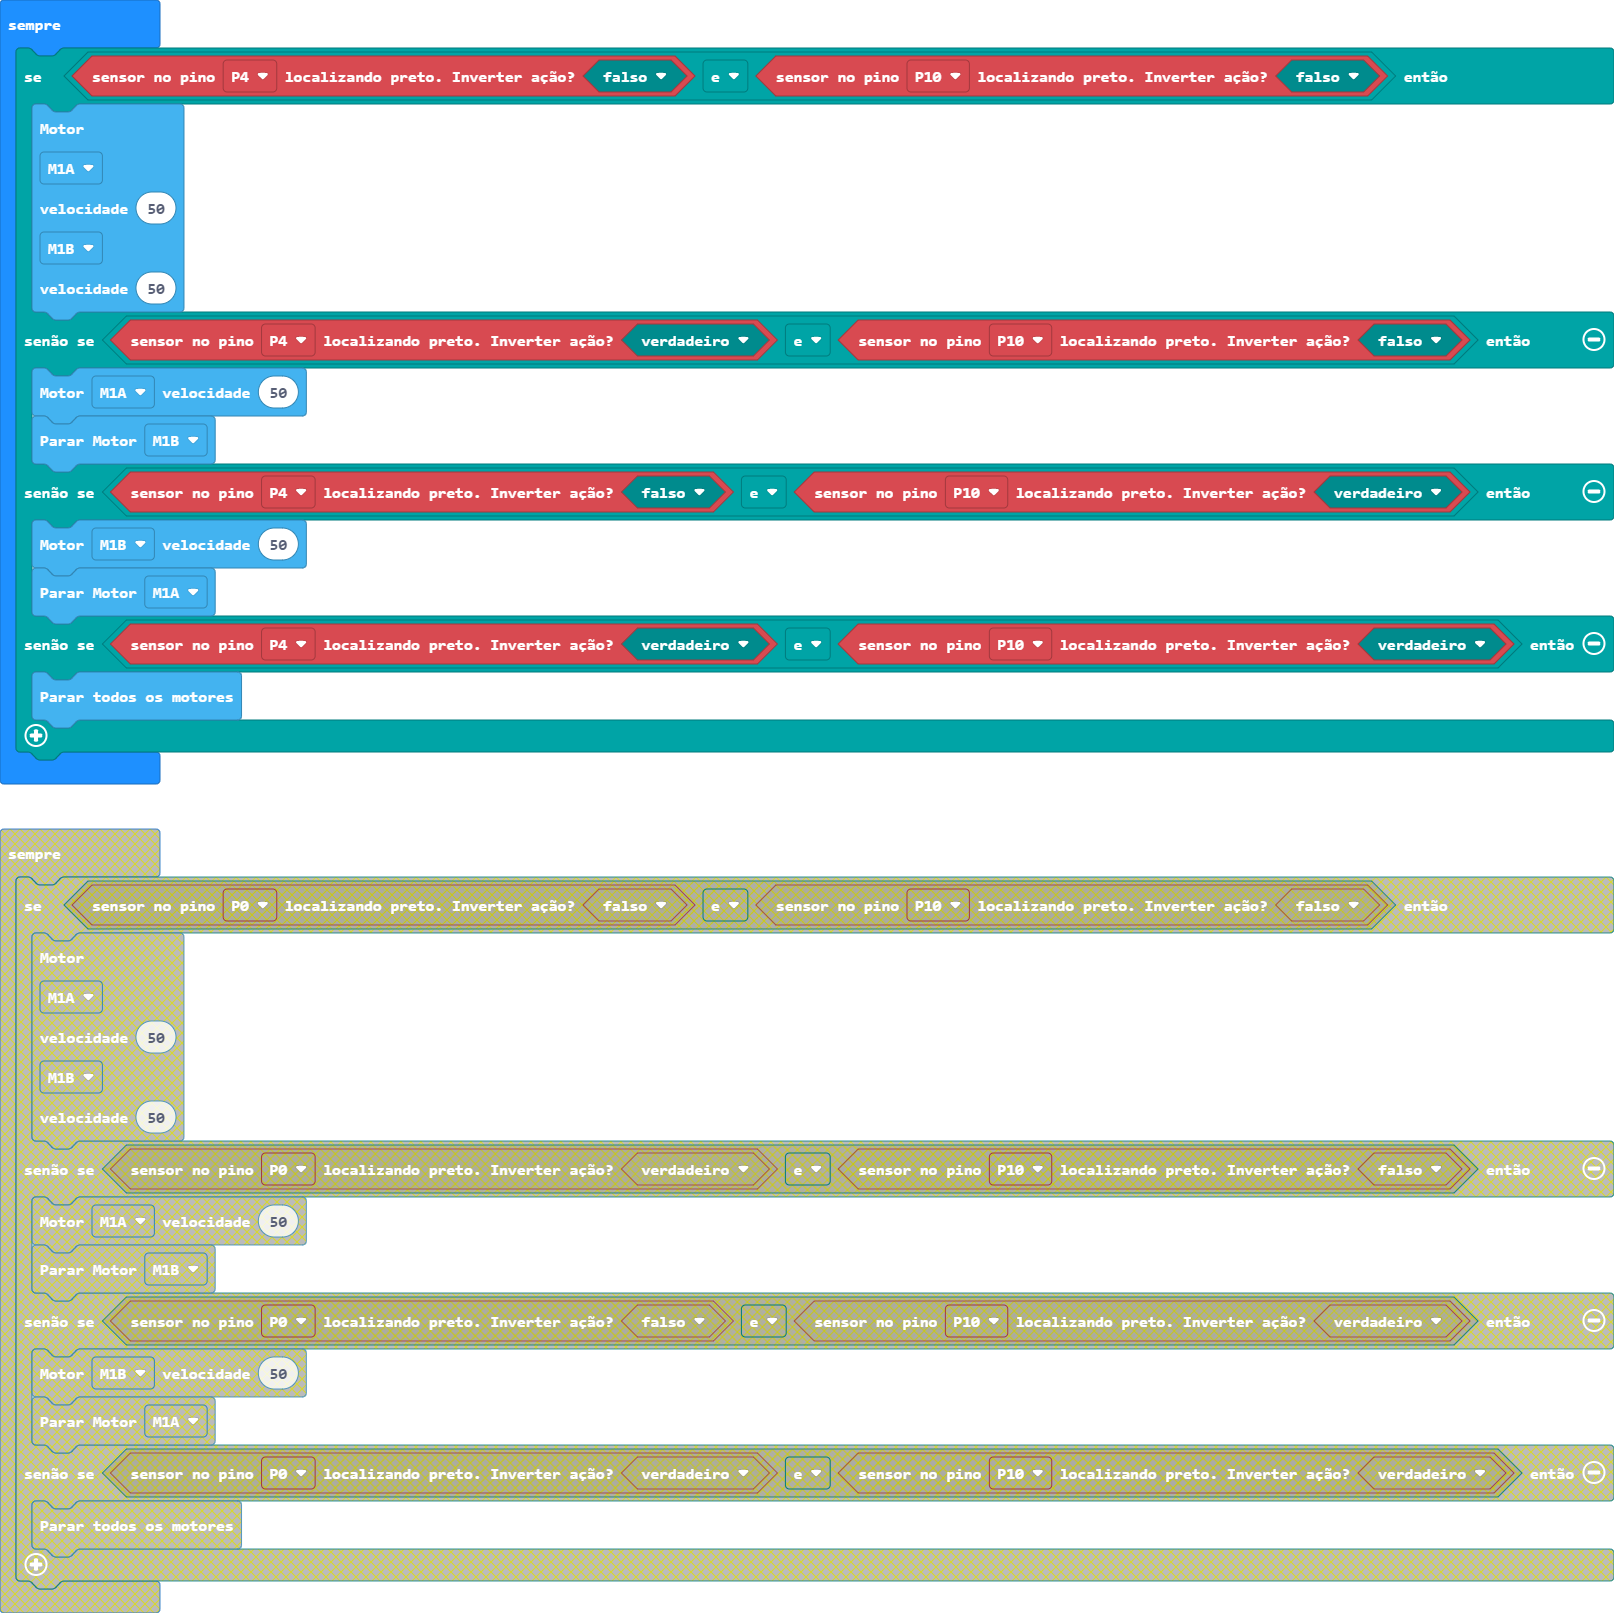 sempre
se sensor no pino P4 localizando preto. Inverter ação? falso e sensor no pino P10 localizando preto. Inverter ação? falso então
Motor
M1A
velocidade 50
M1B
velocidade 50
senão se sensor no pino P4 localizando preto. Inverter ação? verdadeiro e sensor no pino P10 localizando preto. Inverter ação? falso então
Motor M1A velocidade 50
Parar Motor M1B
senão se sensor no pino P4 localizando preto. Inverter ação? falso e sensor no pino P10 localizando preto. Inverter ação? verdadeiro então
Motor M1B velocidade 50
Parar Motor M1A
senão se sensor no pino P4 localizando preto. Inverter ação? verdadeiro e sensor no pino P10 localizando preto. Inverter ação? verdadeiro então
Parar todos os motores
sempre
se sensor no pino P0 localizando preto. Inverter ação? falso e sensor no pino P10 localizando preto. Inverter ação? falso então
Motor
M1A
velocidade 50
M1B
velocidade 50
senão se sensor no pino P0 localizando preto. Inverter ação? verdadeiro e sensor no pino P10 localizando preto. Inverter ação? falso então
Motor M1A velocidade 50
Parar Motor M1B
senão se sensor no pino P0 localizando preto. Inverter ação? falso e sensor no pino P10 localizando preto. Inverter ação? verdadeiro então
Motor M1B velocidade 50
Parar Motor M1A
senão se sensor no pino P0 localizando preto. Inverter ação? verdadeiro e sensor no pino P10 localizando preto. Inverter ação? verdadeiro então
Parar todos os motores